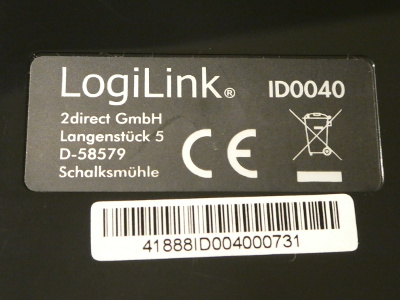 LogiLink® ID0040
2direct GmbH
Langenstück 5
D-58579
Schalksmühle
CE
41888ID004000731